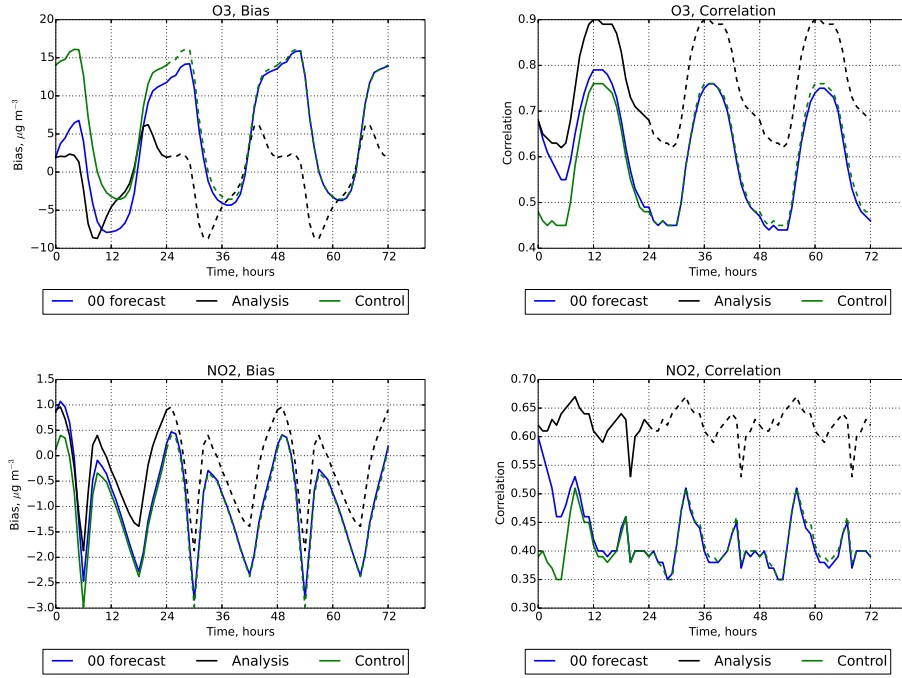 O3, Bias
20
15
10
5
0
−5
−10
Bias, μg m⁻³
0 12 24 36 48 60 72
Time, hours
00 forecast Analysis Control
O3, Correlation
0.9
0.8
0.7
0.6
0.5
0.4
Correlation
0 12 24 36 48 60 72
Time, hours
00 forecast Analysis Control
NO2, Bias
1.5
1.0
0.5
0.0
−0.5
−1.0
−1.5
−2.0
−2.5
−3.0
Bias, μg m⁻³
0 12 24 36 48 60 72
Time, hours
00 forecast Analysis Control
NO2, Correlation
0.70
0.65
0.60
0.55
0.50
0.45
0.40
0.35
0.30
Correlation
0 12 24 36 48 60 72
Time, hours
00 forecast Analysis Control